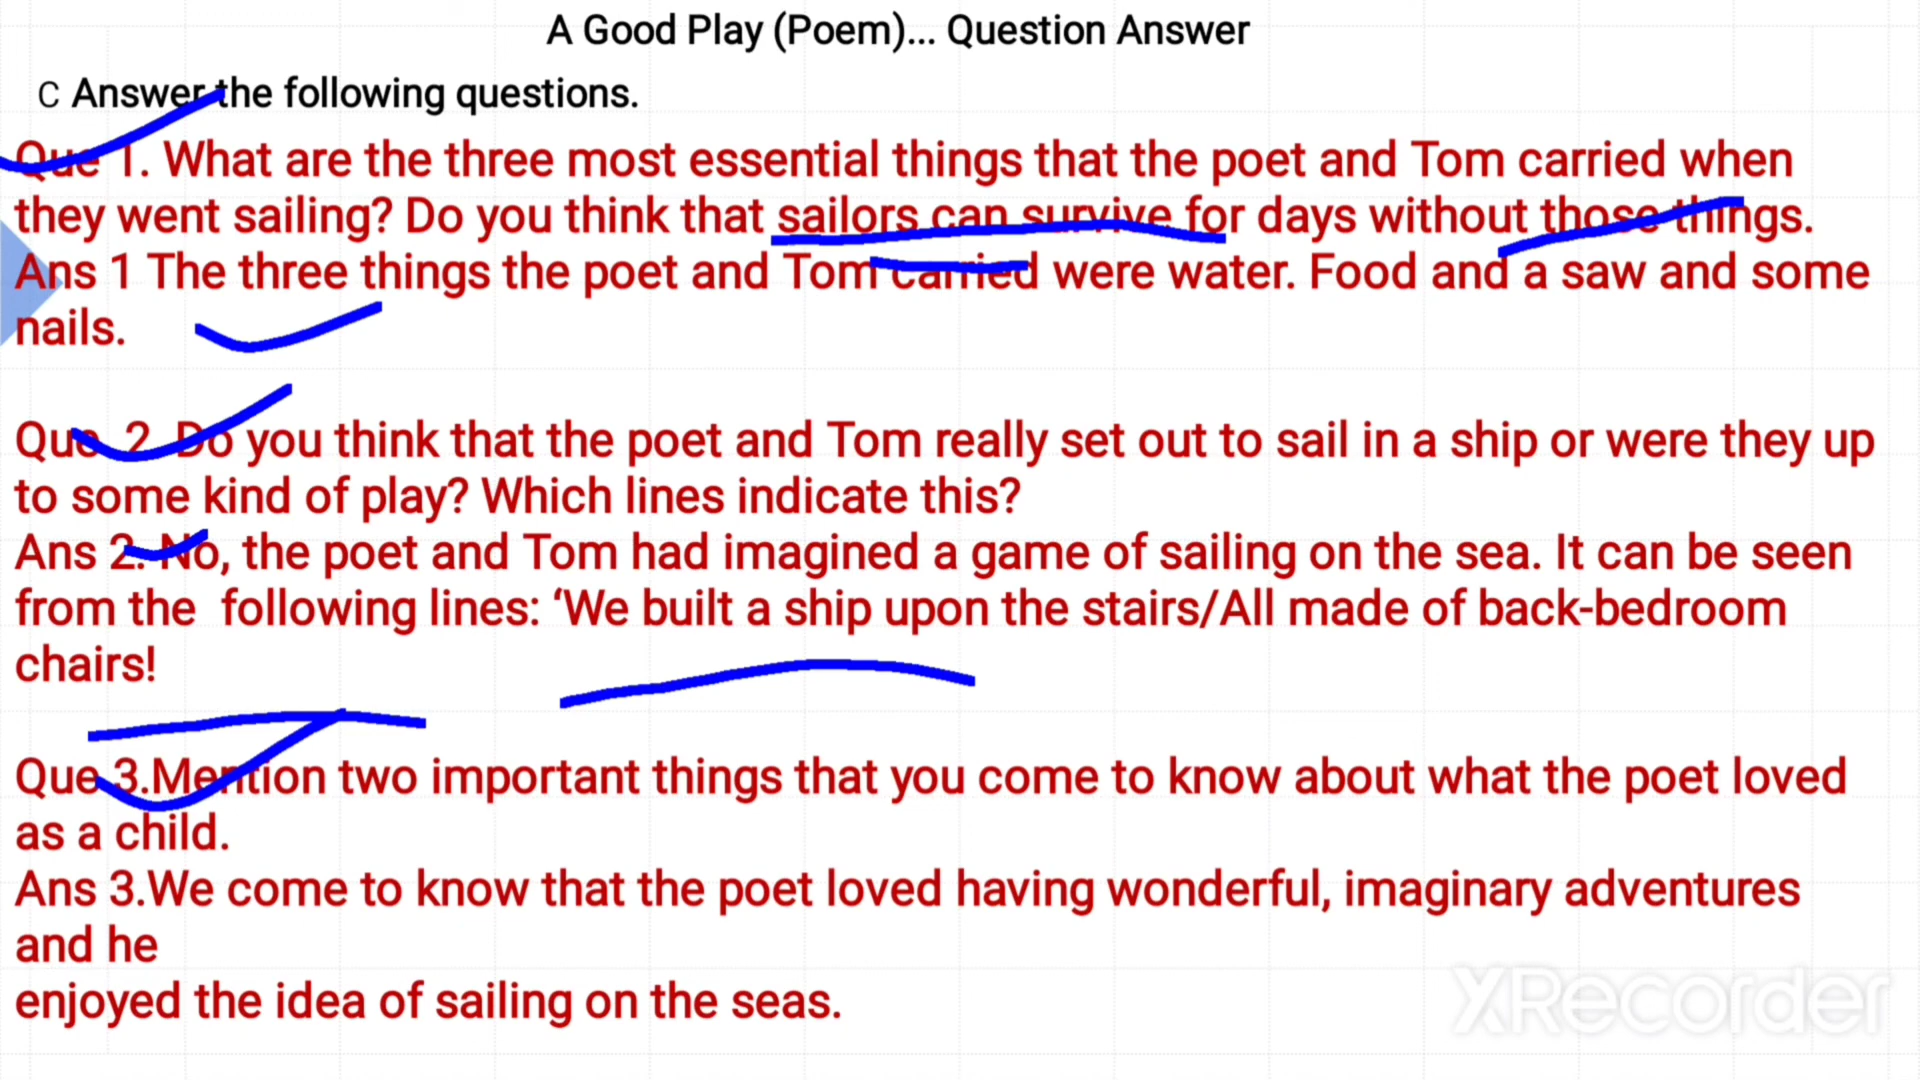 A Good Play (Poem)... Question Answer
C Answer the following questions.
Que 1. What are the three most essential things that the poet and Tom carried when
they went sailing? Do you think that sailors can survive for days without those things.
Ans 1 The three things the poet and Tom carried were water. Food and a saw and some
nails.
Que 2. Do you think that the poet and Tom really set out to sail in a ship or were they up
to some kind of play? Which lines indicate this?
Ans 2. No, the poet and Tom had imagined a game of sailing on the sea. It can be seen
from the  following lines: ‘We built a ship upon the stairs/All made of back-bedroom
chairs!
Que 3.Mention two important things that you come to know about what the poet loved
as a child.
Ans 3.We come to know that the poet loved having wonderful, imaginary adventures
and he
enjoyed the idea of sailing on the seas.
XRecorder